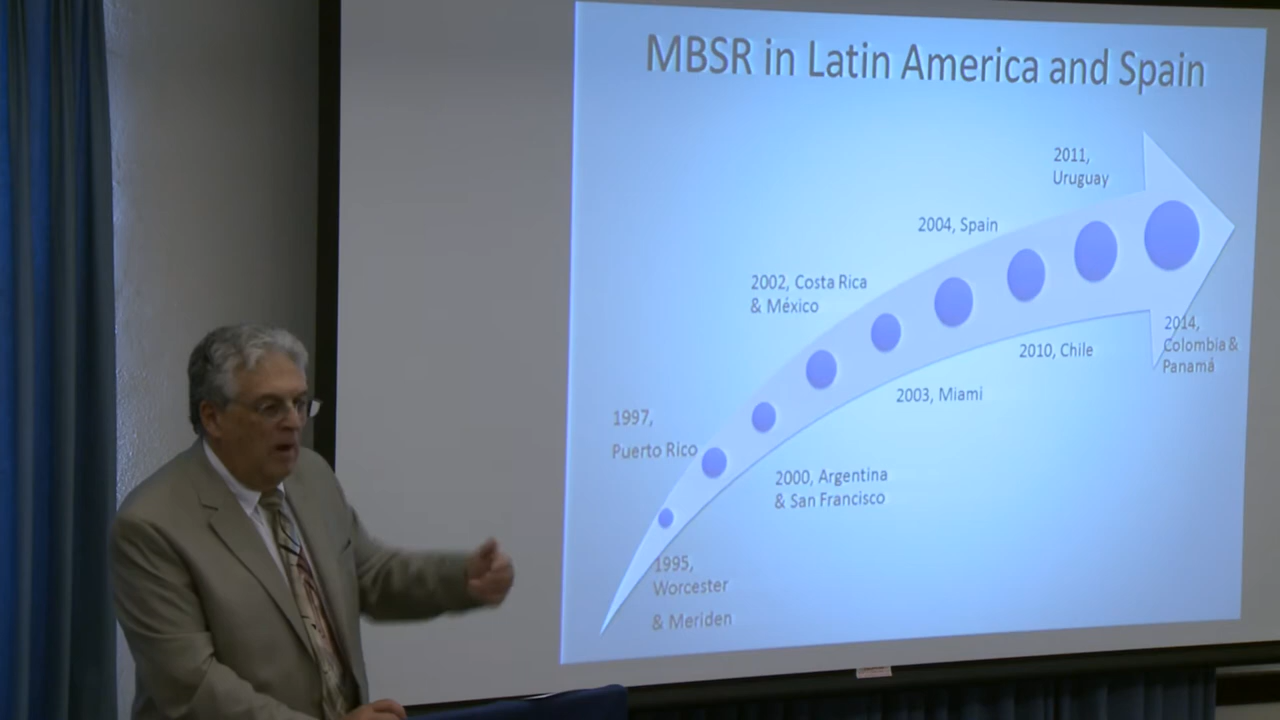 MBSR in Latin America and Spain
2011,
Uruguay
2004, Spain
2002, Costa Rica
& México
2014,
Colombia &
Panamá
2010, Chile
2003, Miami
1997,
Puerto Rico
2000, Argentina
& San Francisco
1995,
Worcester
& Meriden